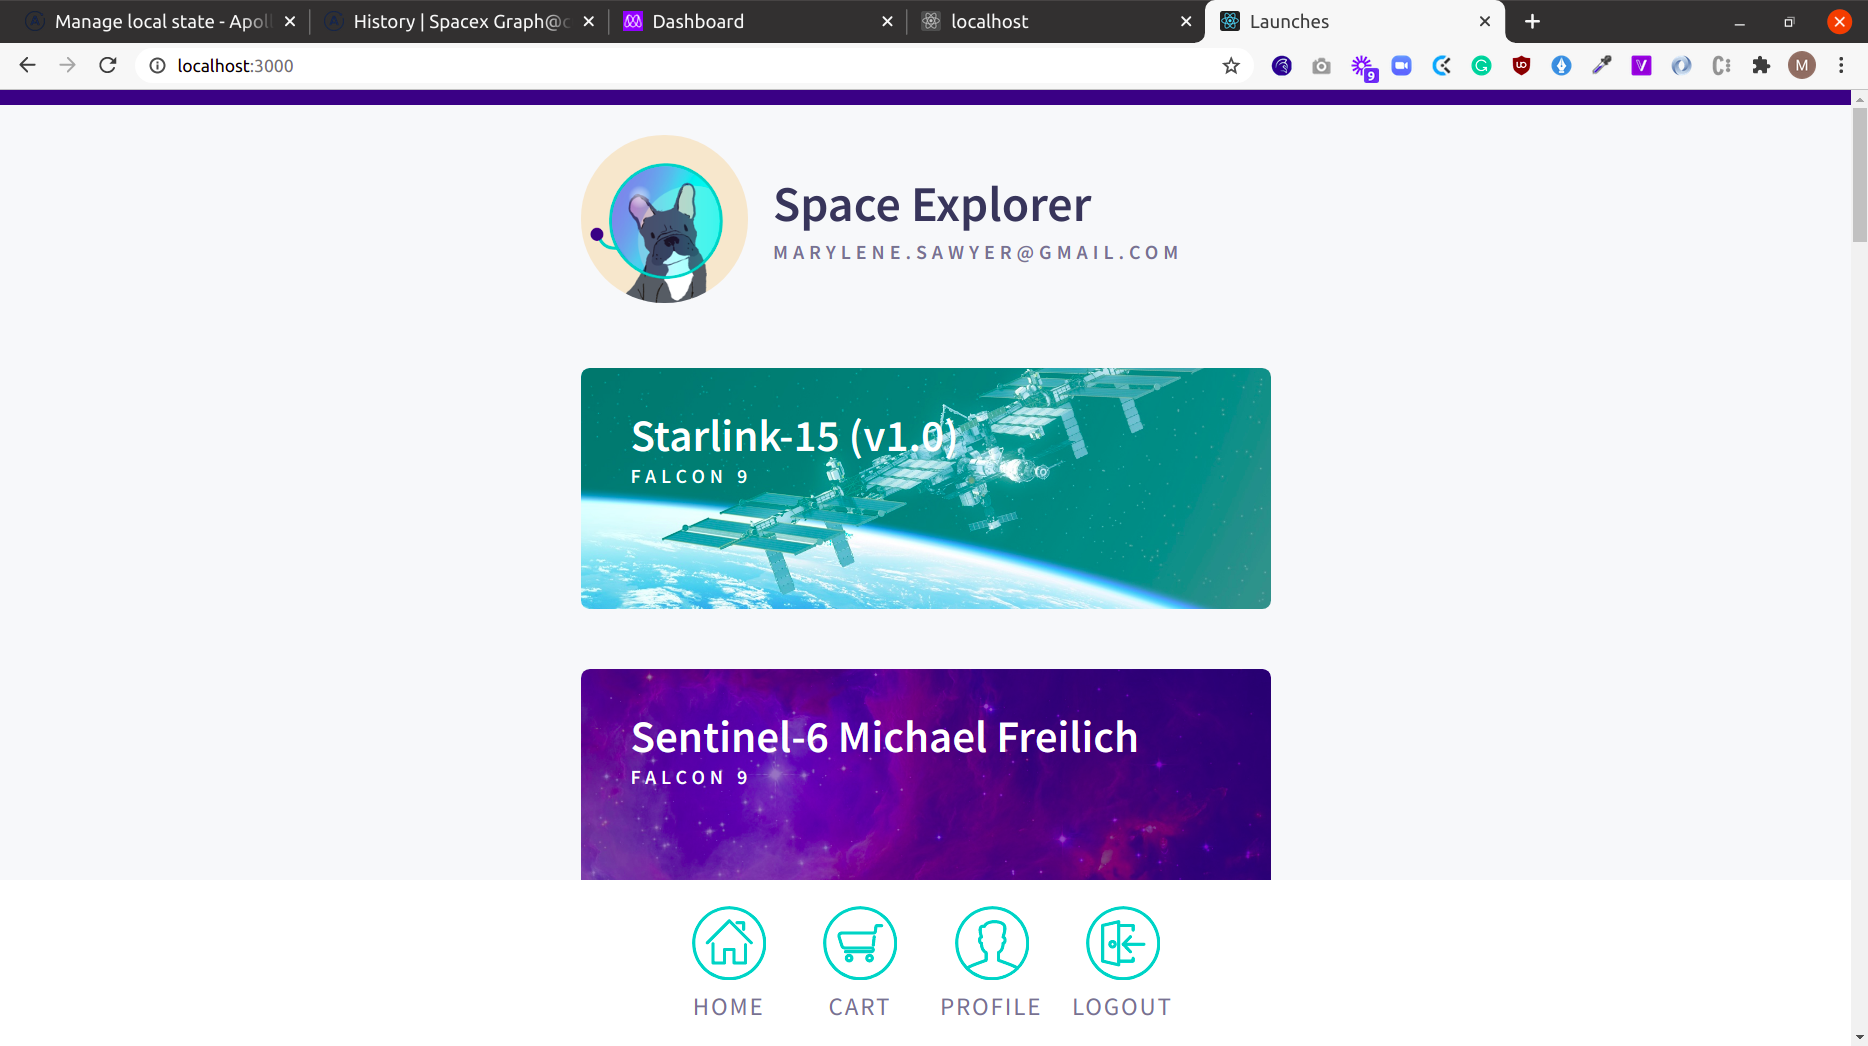 Manage local state - Apoll
History | Spacex Graph@c
Dashboard
localhost
Launches
localhost:3000
9
M
Space Explorer
MARYLENE.SAWYER@GMAIL.COM
Starlink-15 (v1.0)
FALCON 9
Sentinel-6 Michael Freilich
FALCON 9
HOME
CART
PROFILE
LOGOUT